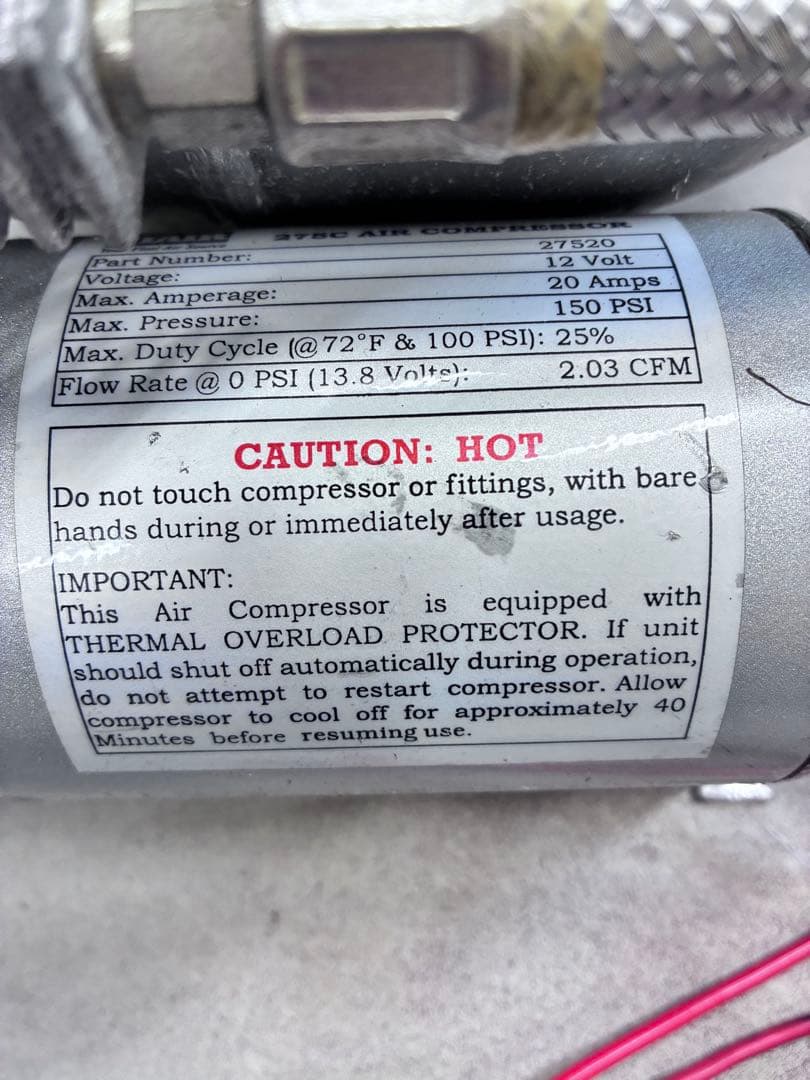 275C AIR COMPRESSOR
Part Number: 27520
Voltage: 12 Volt
Max. Amperage: 20 Amps
Max. Pressure: 150 PSI
Max. Duty Cycle (@ 72°F & 100 PSI): 25%
Flow Rate @ 0 PSI (13.8 Volts): 2.03 CFM
CAUTION: HOT
Do not touch compressor or fittings, with bare
hands during or immediately after usage.
IMPORTANT:
This Air Compressor is equipped with
THERMAL OVERLOAD PROTECTOR. If unit
should shut off automatically during operation,
do not attempt to restart compressor. Allow
compressor to cool off for approximately 40
Minutes before resuming use.